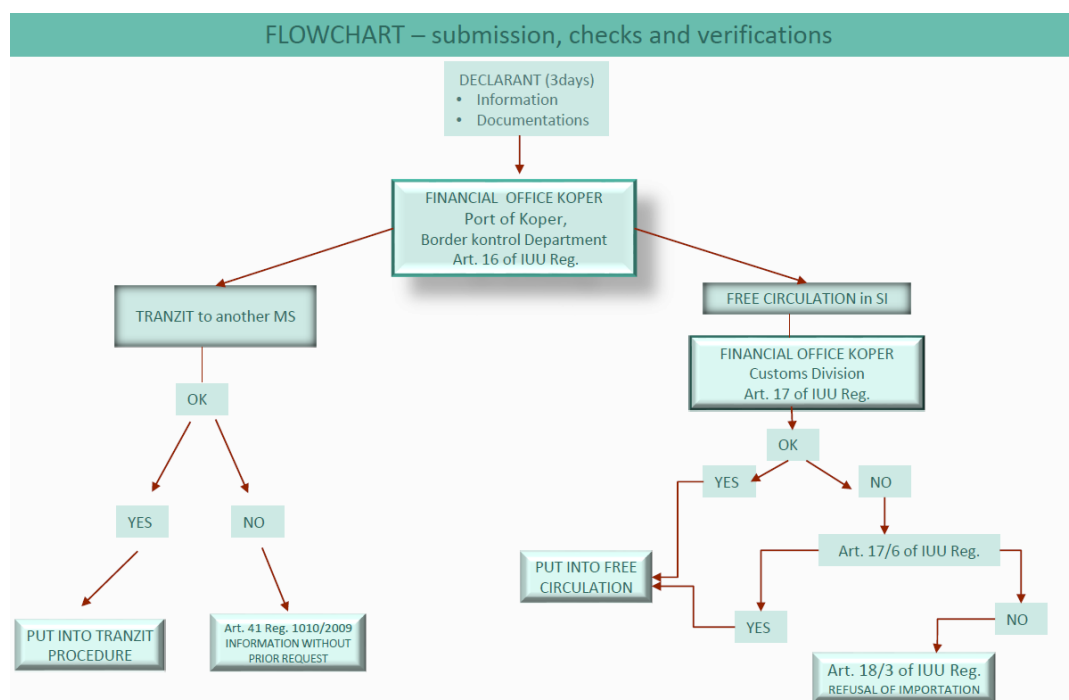 FLOWCHART – submission, checks and verifications
DECLARANT (3days)
• Information
• Documentations
FINANCIAL OFFICE KOPER
Port of Koper,
Border kontrol Department
Art. 16 of IUU Reg.
TRANZIT to another MS
FREE CIRCULATION in SI
FINANCIAL OFFICE KOPER
Customs Division
Art. 17 of IUU Reg.
OK
OK
YES
NO
YES
NO
Art. 17/6 of IUU Reg.
PUT INTO FREE
CIRCULATION
YES
NO
PUT INTO TRANZIT
PROCEDURE
Art. 41 Reg. 1010/2009
INFORMATION WITHOUT
PRIOR REQUEST
Art. 18/3 of IUU Reg.
REFUSAL OF IMPORTATION